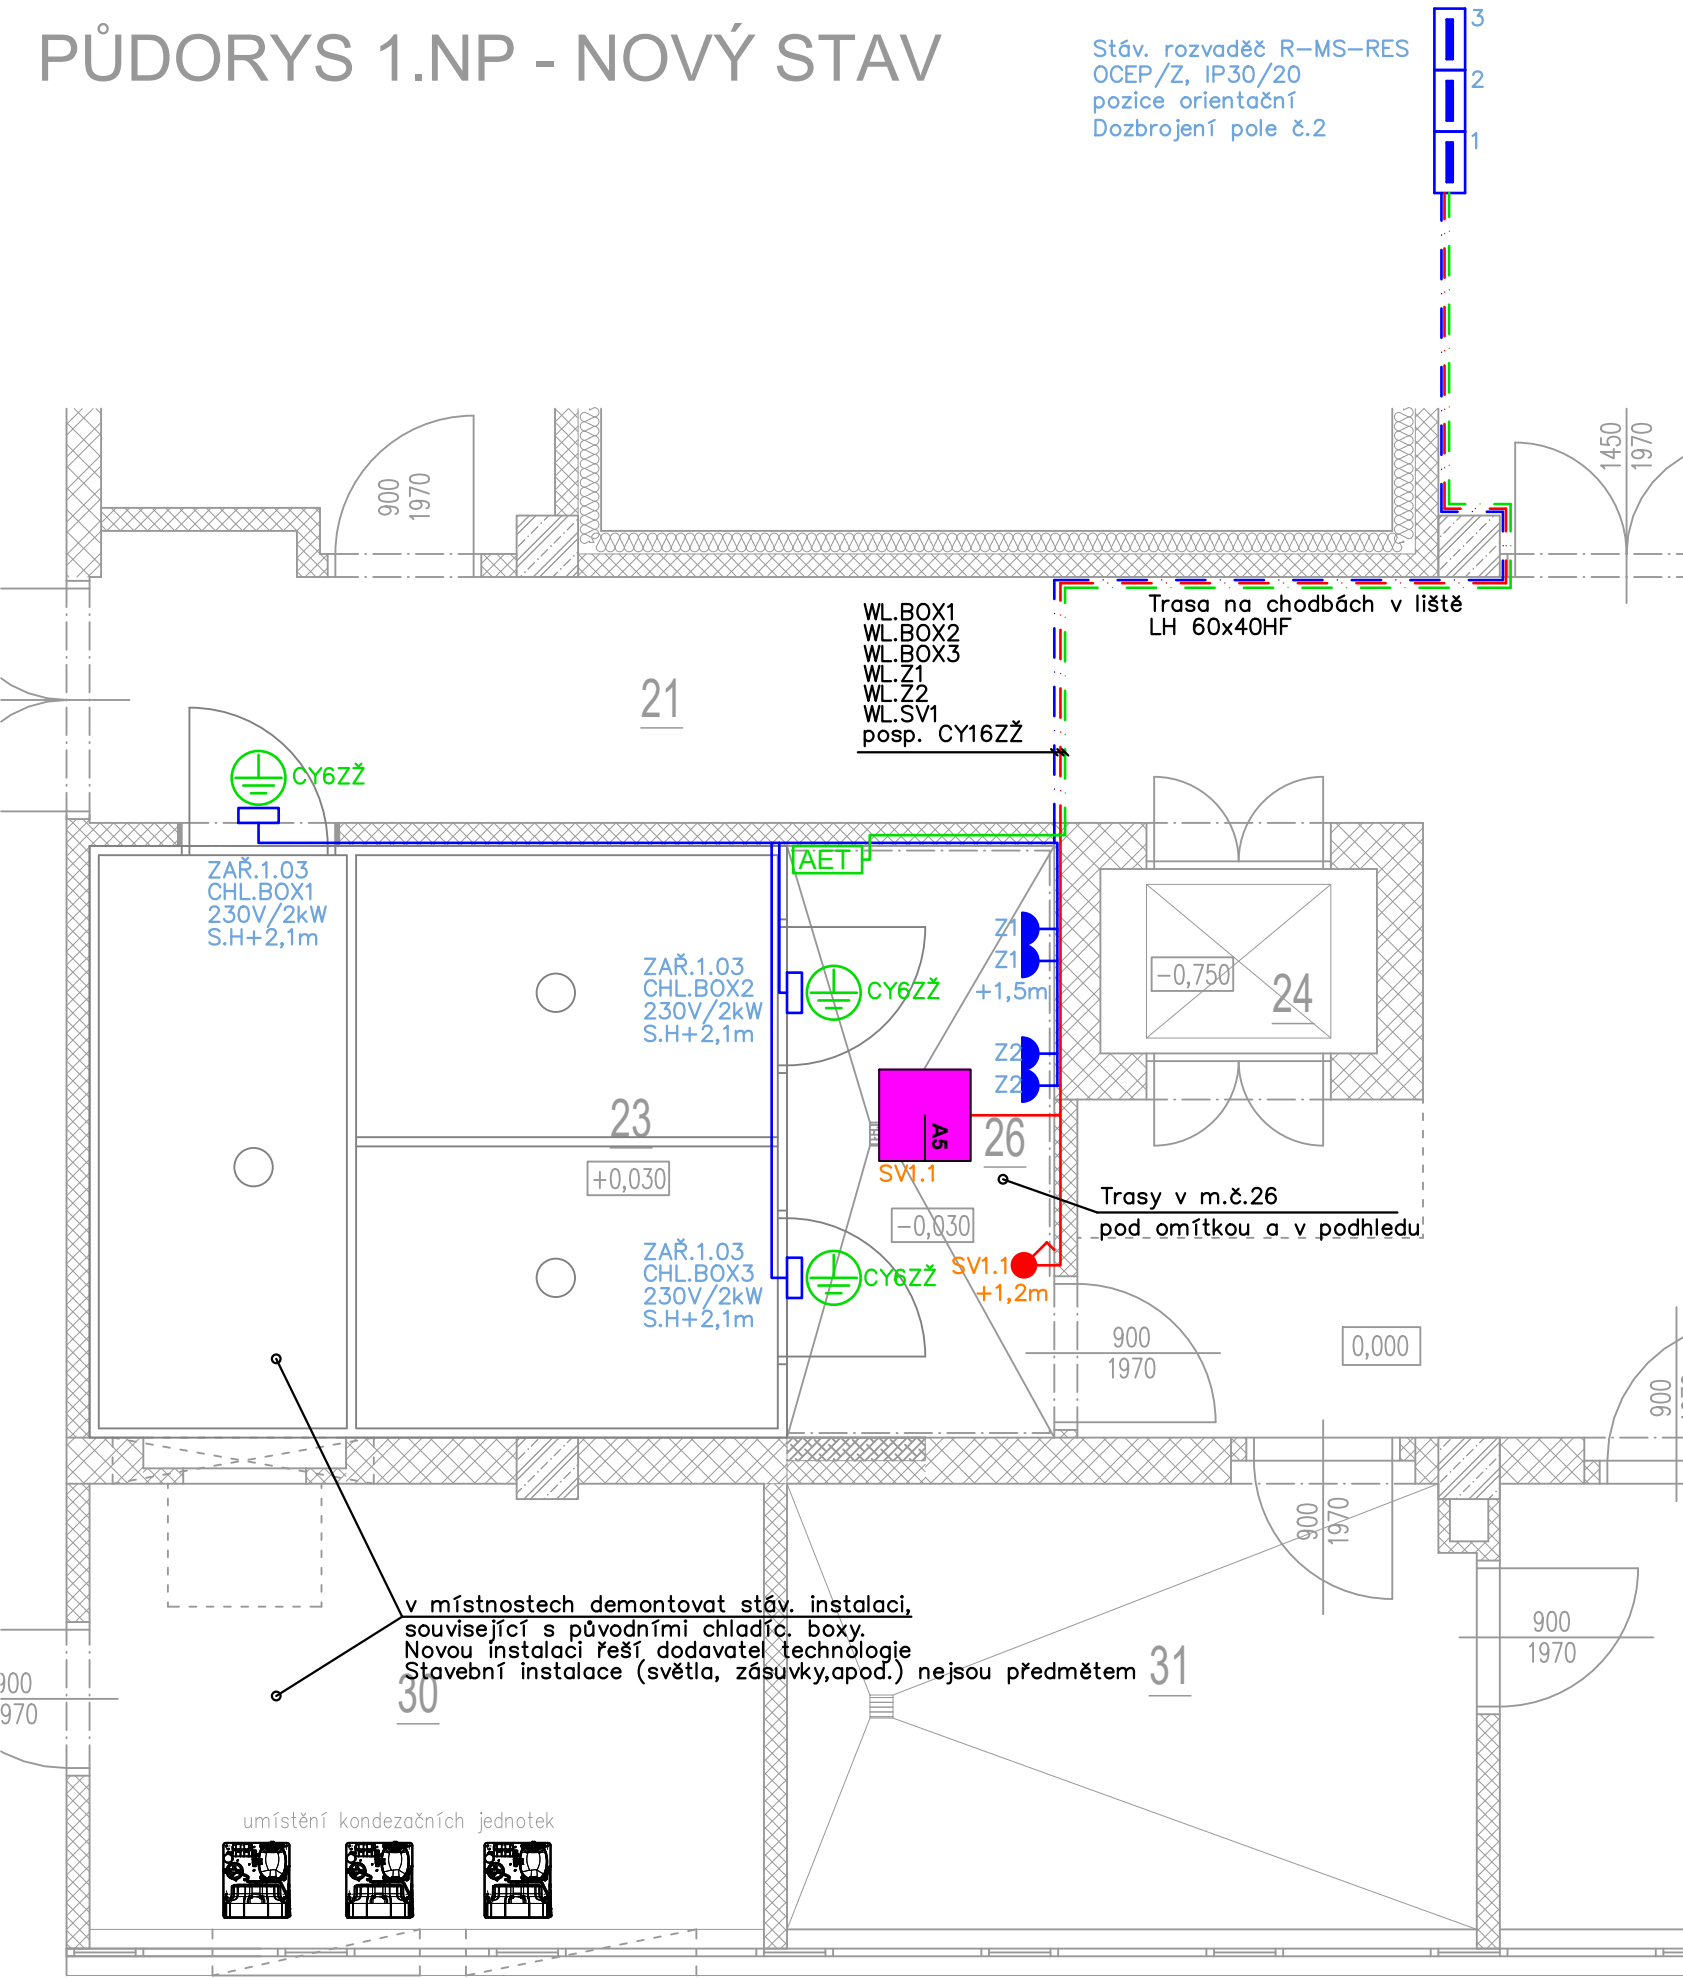 PŮDORYS 1.NP - NOVÝ STAV
Stáv. rozvaděč R-MS-RES
OCEP/Z, IP30/20
pozice orientační
Dozbrojení pole č.2
3
2
1
900
1970
1450
1970
Trasa na chodbách v liště
LH 60x40HF
WL.BOX1
WL.BOX2
WL.BOX3
WL.Z1
WL.Z2
WL.SV1
posp. CY16ZŽ
21
CY6ZŽ
ZAŘ.1.03
CHL.BOX1
230V/2kW
S.H+2,1m
AET
ZAŘ.1.03
CHL.BOX2
230V/2kW
S.H+2,1m
CY6ZŽ
Z1
Z1
+1,5m
Z2
Z2
-0,750
24
23
+0,030
A5
SV1.1
26
-0,030
Trasy v m.č.26
pod omítkou a v podhledu
ZAŘ.1.03
CHL.BOX3
230V/2kW
S.H+2,1m
CY6ZŽ
SV1.1
+1,2m
900
1970
0,000
900
900
1970
v místnostech demontovat stáv. instalaci,
související s původními chladíc. boxy.
Novou instalaci řeší dodavatel technologie
Stavební instalace (světla, zásuvky,apod.) nejsou předmětem
30
31
900
1970
900
970
umístění kondezačních jednotek